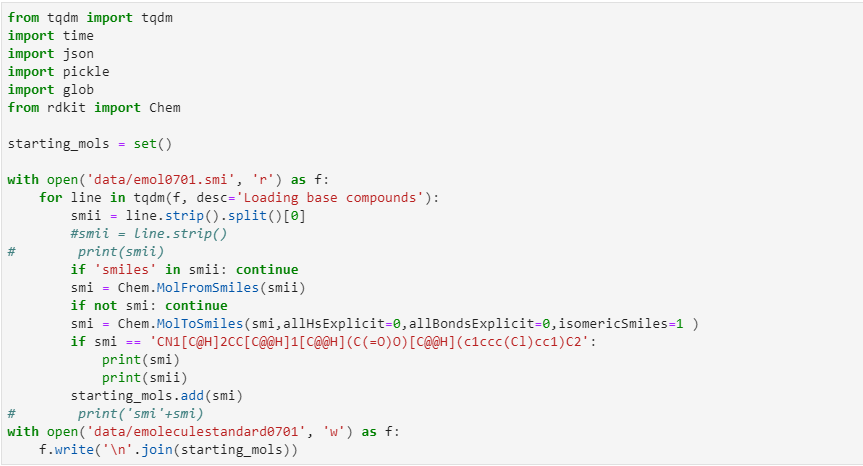 from tqdm import tqdm
import time
import json
import pickle
import glob
from rdkit import Chem

starting_mols = set()

with open('data/emol0701.smi', 'r') as f:
    for line in tqdm(f, desc='Loading base compounds'):
        smii = line.strip().split()[0]
        #smii = line.strip()
#        print(smii)
        if 'smiles' in smii: continue
        smi = Chem.MolFromSmiles(smii)
        if not smi: continue
        smi = Chem.MolToSmiles(smi,allHsExplicit=0,allBondsExplicit=0,isomericSmiles=1 )
        if smi == 'CN1[C@H]2CC[C@@H]1[C@@H](C(=O)O)[C@@H](c1ccc(Cl)cc1)C2':
            print(smi)
            print(smii)
        starting_mols.add(smi)
#        print('smi'+smi)
with open('data/emoleculestandard0701', 'w') as f:
    f.write('\n'.join(starting_mols))